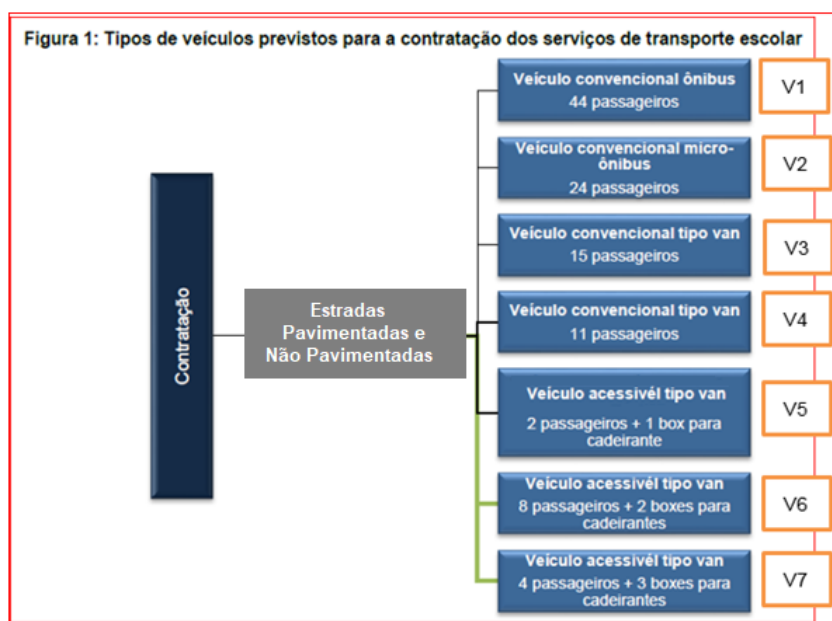 Figura 1: Tipos de veículos previstos para a contratação dos serviços de transporte escolar
Contratação
Estradas
Pavimentadas e
Não Pavimentadas
Veículo convencional ônibus
44 passageiros
V1
Veículo convencional micro-
ônibus
24 passageiros
V2
Veículo convencional tipo van
15 passageiros
V3
Veículo convencional tipo van
11 passageiros
V4
Veículo acessivél tipo van
2 passageiros + 1 box para
cadeirante
V5
Veículo acessivél tipo van
8 passageiros + 2 boxes para
cadeirantes
V6
Veículo acessivél tipo van
4 passageiros + 3 boxes para
cadeirantes
V7